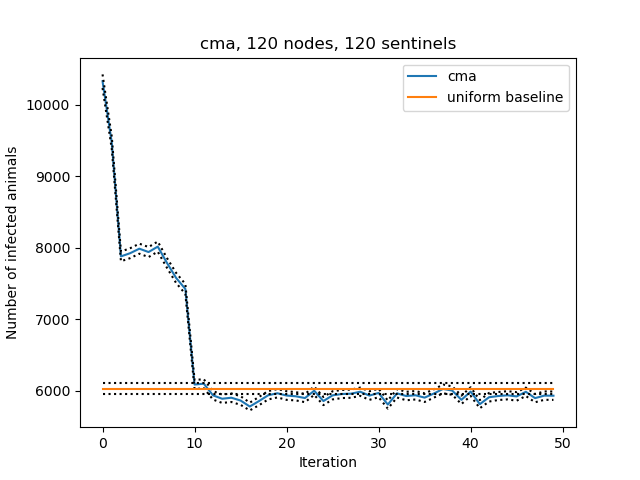 cma, 120 nodes, 120 sentinels
cma
uniform baseline
Number of infected animals
10000
9000
8000
7000
6000
0 10 20 30 40 50
Iteration